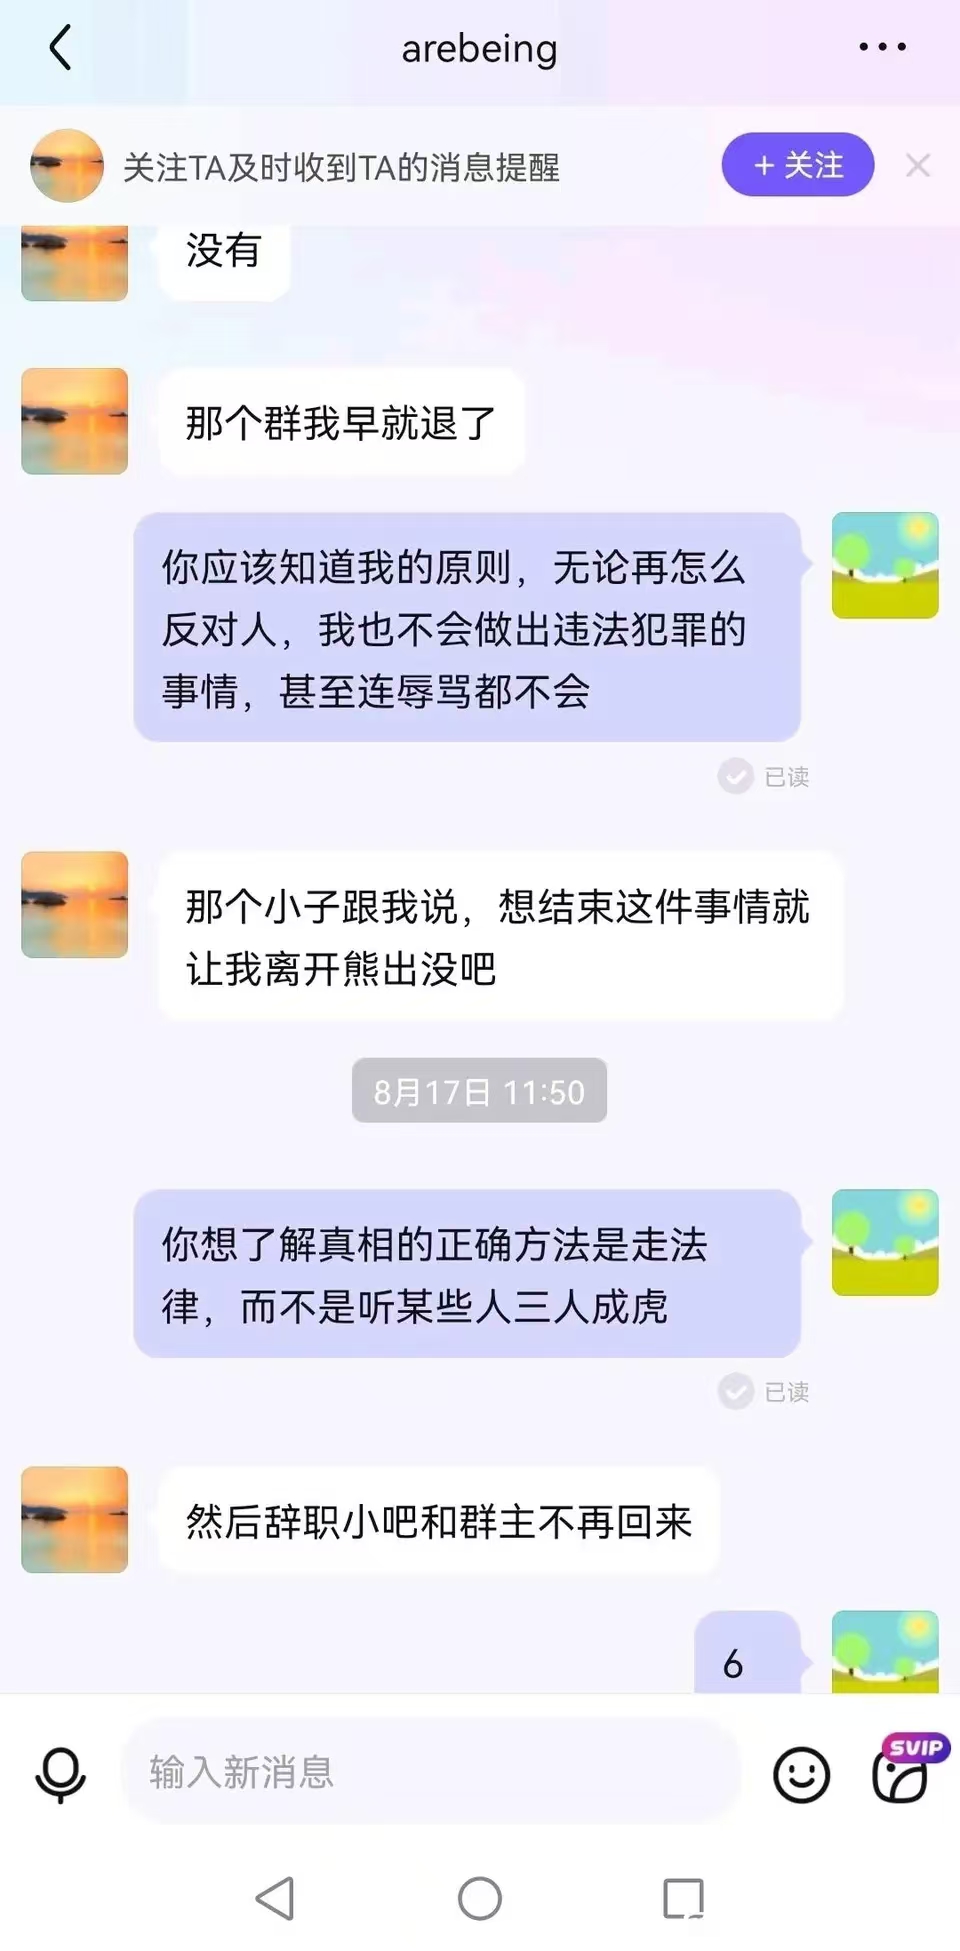 arebeing
关注TA及时收到TA的消息提醒
+ 关注
没有
那个群我早就退了
你应该知道我的原则，无论再怎么
反对人，我也不会做出违法犯罪的
事情，甚至连辱骂都不会
已读
那个小子跟我说，想结束这件事情就
让我离开熊出没吧
8月17日 11:50
你想了解真相的正确方法是走法
律，而不是听某些人三人成虎
已读
然后辞职小吧和群主不再回来
6
输入新消息
SVIP